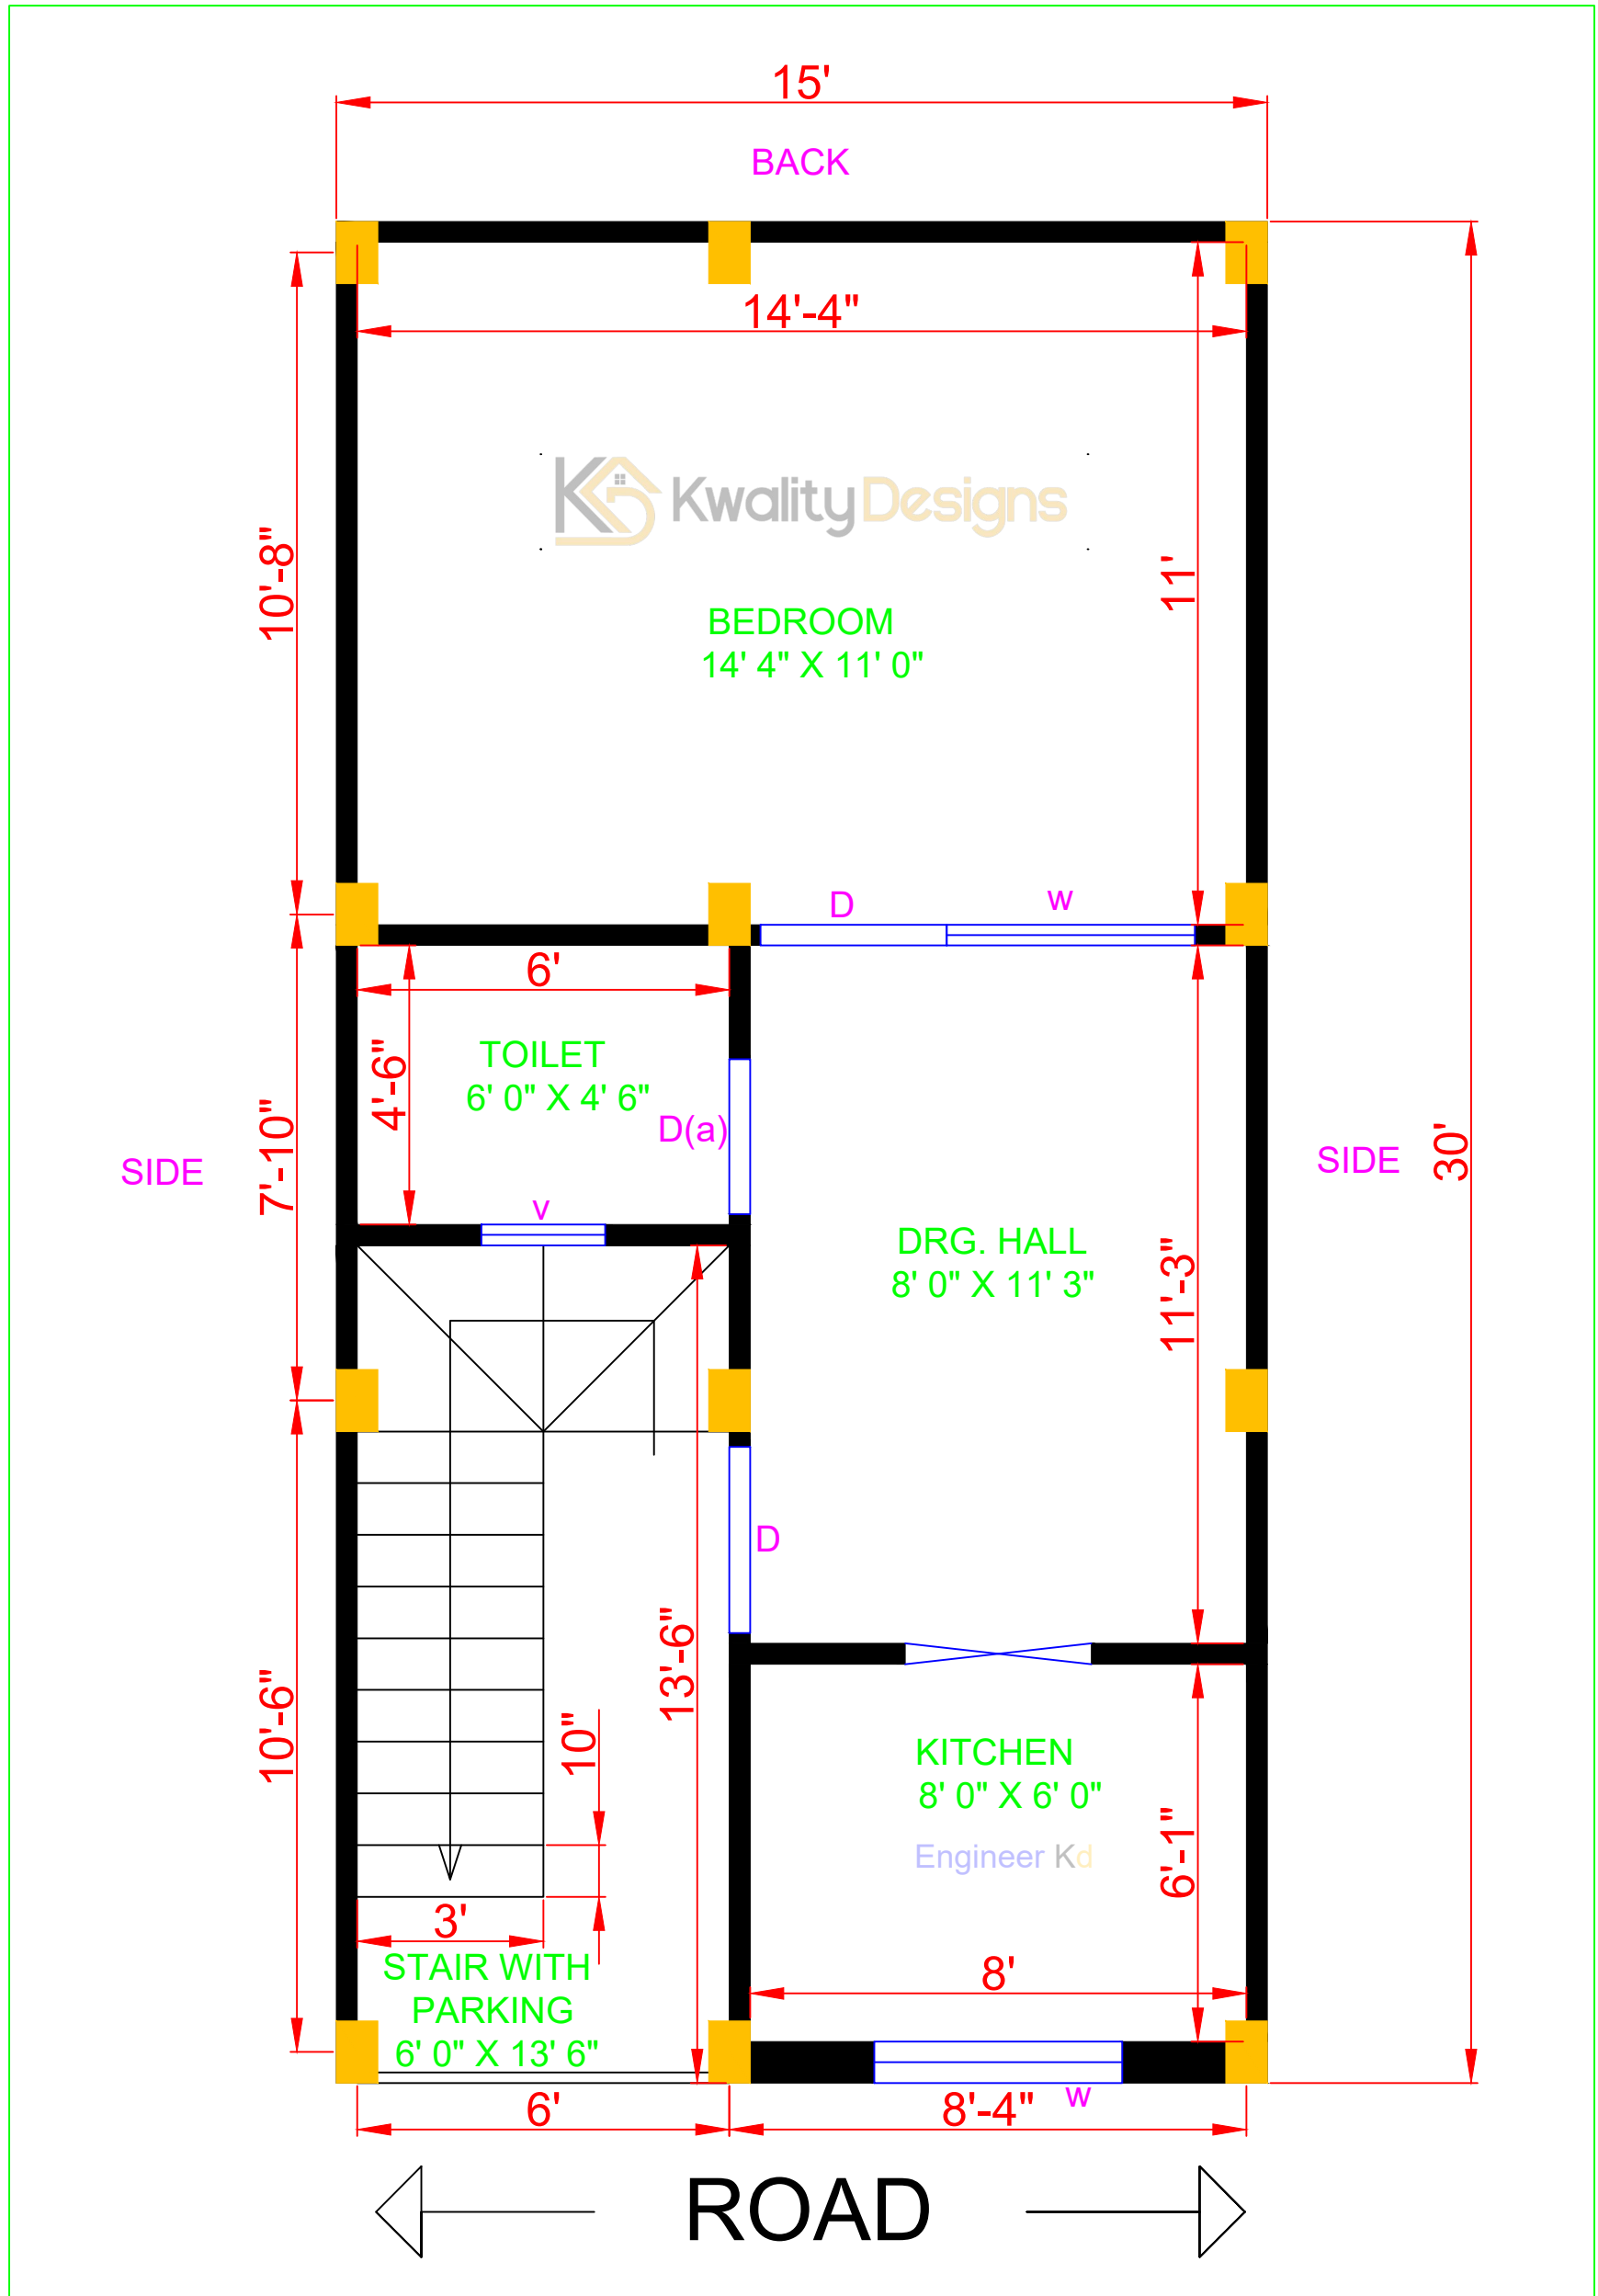 15'
BACK
14'-4"
Kwality Designs
10'-8"
11'
BEDROOM
14' 4" X 11' 0"
D
w
6'
4'-6"
TOILET
6' 0" X 4' 6"
D(a)
7'-10"
SIDE
SIDE
30'
v
DRG. HALL
8' 0" X 11' 3"
11'-3"
D
13'-6"
10'-6"
10"
KITCHEN
8' 0" X 6' 0"
Engineer Kd
6'-1"
3'
STAIR WITH
PARKING
6' 0" X 13' 6"
8'
6'
8'-4"
w
ROAD